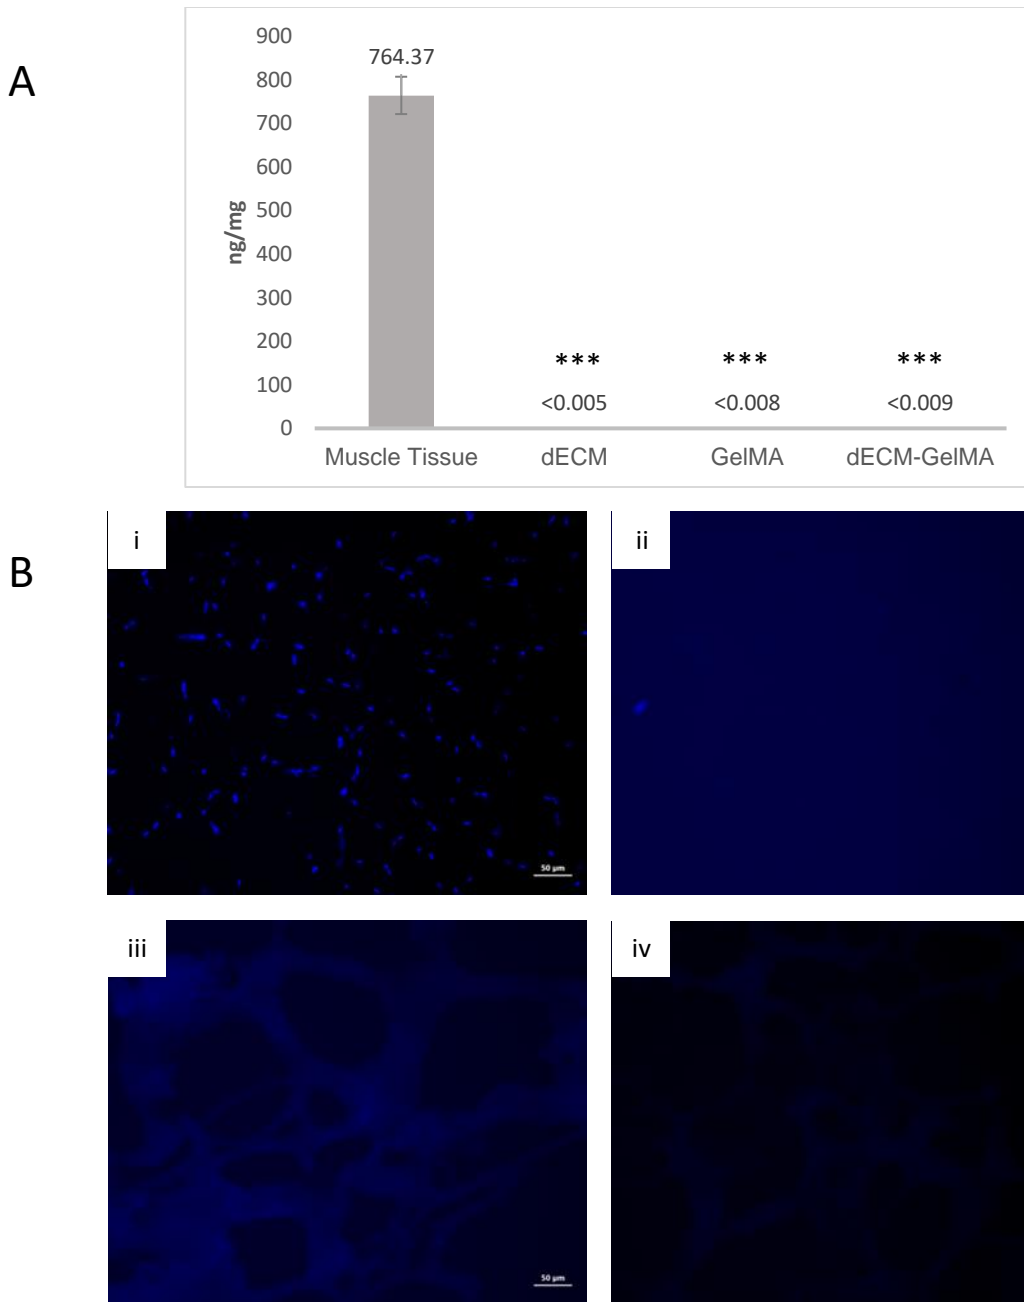 A
900
800
700
600
500
400
300
200
100
0
ng/mg
764.37
*** *** ***
<0.005 <0.008 <0.009
Muscle Tissue dECM GelMA dECM-GelMA
B
i ii
50 µm
iii iv
50 µm